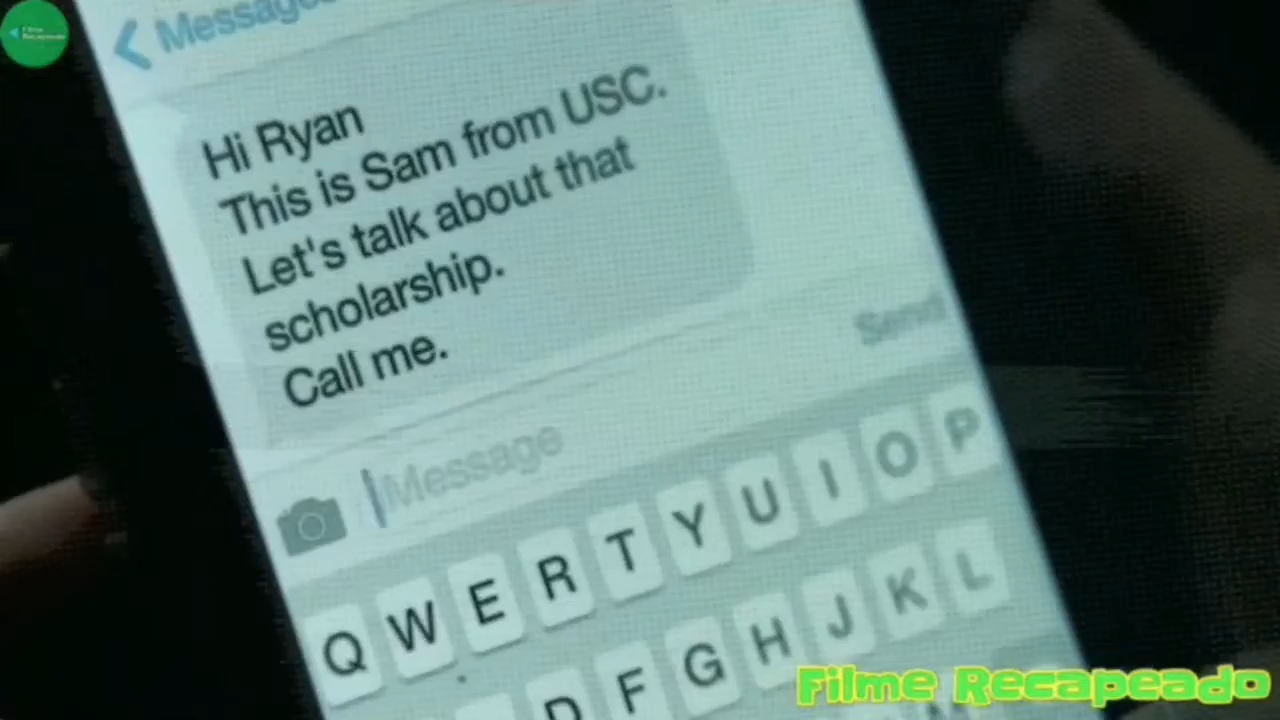 Messages
Hi Ryan
This is Sam from USC.
Let's talk about that
scholarship.
Call me.
Send
Message
Q W E R T Y U I O P
D F G H J K L
M
Filme Recapeado